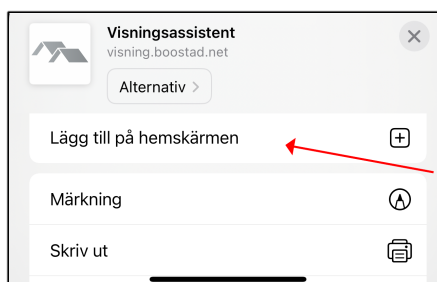 Visningsassistent
visning.boostad.net
Alternativ
Lägg till på hemskärmen
Märkning
Skriv ut